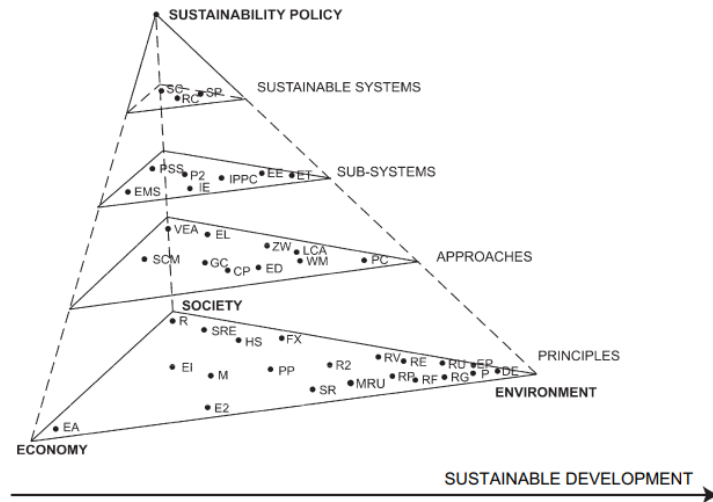 SUSTAINABILITY POLICY
SUSTAINABLE SYSTEMS
SC
SP
RC
SUB-SYSTEMS
PSS
P2
IPPC
EE
ET
EMS
IE
APPROACHES
VEA
EL
ZW
LCA
SCM
GC
CP
ED
WM
PC
SOCIETY
PRINCIPLES
R
SRE
HS
FX
EI
M
PP
R2
RV
RE
RU
EP
DE
SR
MRU
RP
RF
RG
P
E2
EA
ENVIRONMENT
ECONOMY
SUSTAINABLE DEVELOPMENT